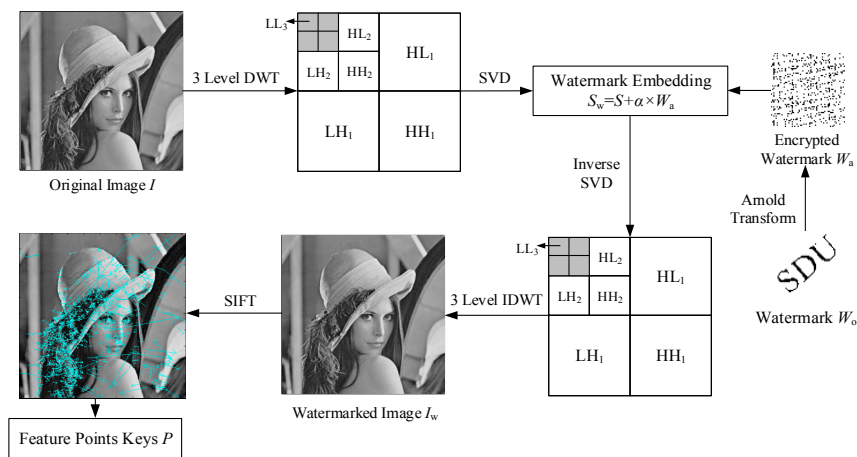 LL3
HL2
HL1
3 Level DWT
LH2
HH2
SVD
Watermark Embedding
Sw=S+α×Wa
LH1
HH1
Original Image I
Encrypted
Watermark Wa
Inverse
SVD
Arnold
Transform
SDU
LL3
HL2
HL1
SIFT
3 Level IDWT
LH2
HH2
Watermark Wo
LH1
HH1
Watermarked Image Iw
Feature Points Keys P